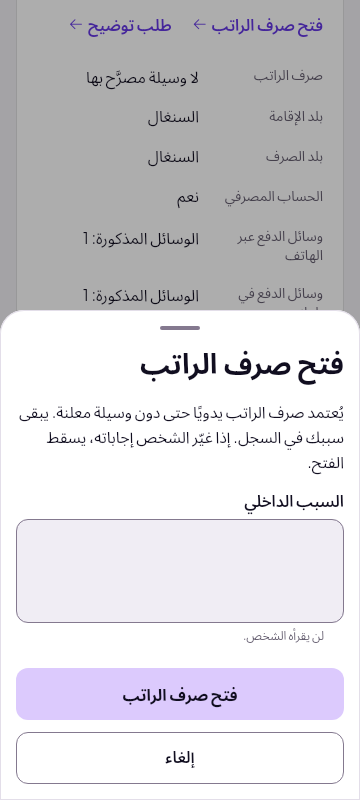 فتح صرف الراتب ← طلب توضيح ←
صرف الراتب لا وسيلة مصرَّح بها
بلد الإقامة السنغال
بلد الصرف السنغال
الحساب المصرفي نعم
وسائل الدفع عبر الهاتف الوسائل المذكورة: 1
وسائل الدفع في الوسائل المذكورة: 1
فتح صرف الراتب
يُعتمد صرف الراتب يدويًا حتى دون وسيلة معلنة. يبقى
سببك في السجل. إذا غيّر الشخص إجاباته، يسقط
الفتح.
السبب الداخلي
لن يقرأه الشخص.
فتح صرف الراتب
إلغاء